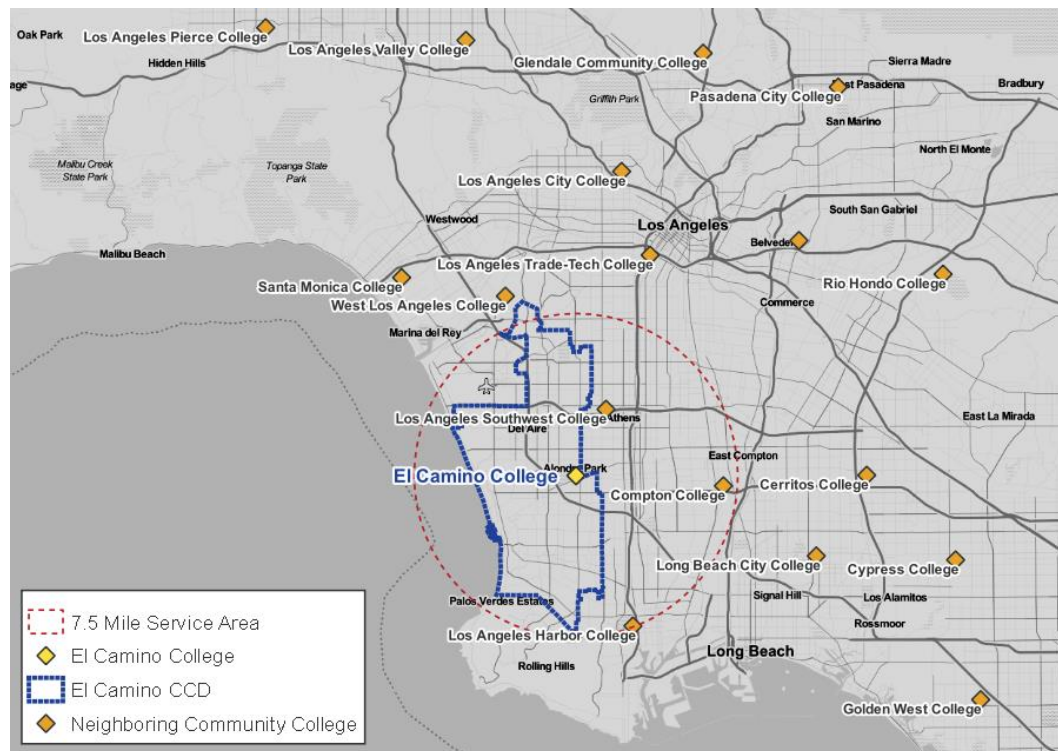 Oak Park
Los Angeles Pierce College
Los Angeles Valley College
Hidden Hills
Glendale Community College
Sierra Madre
Bradbury
Pasadena City College
Griffith Park
San Marino
Malibu Creek
State Park
Topanga State
Park
North El Monte
Los Angeles City College
Westwood
Los Angeles
South San Gabriel
Malibu Beach
Los Angeles Trade-Tech College
Santa Monica College
West Los Angeles College
Rio Hondo College
Commerce
Marina del Rey
Los Angeles Southwest College
Athens
East La Mirada
Del Aire
East Compton
El Camino College
Compton College
Cerritos College
Long Beach City College
Cypress College
Signal Hill
Los Alamitos
Palos Verdes Estates
Rossmoor
Los Angeles Harbor College
Rolling Hills
Long Beach
Golden West College
7.5 Mile Service Area
El Camino College
El Camino CCD
Neighboring Community College